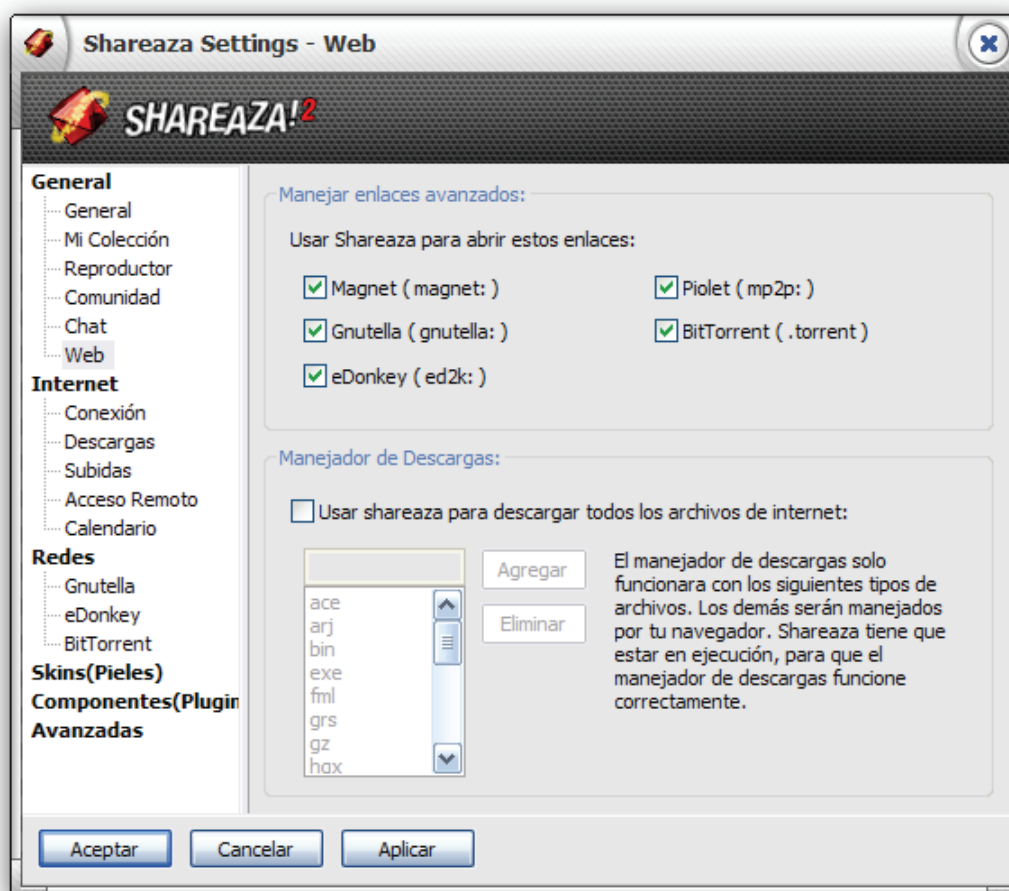 Shareaza Settings - Web
SHAREAZA!2
General
General
Mi Colección
Reproductor
Comunidad
Chat
Web
Internet
Conexión
Descargas
Subidas
Acceso Remoto
Calendario
Redes
Gnutella
eDonkey
BitTorrent
Skins(Pieles)
Componentes(Plugin
Avanzadas
Manejar enlaces avanzados:
Usar Shareaza para abrir estos enlaces:
Magnet ( magnet: )
Piolet ( mp2p: )
Gnutella ( gnutella: )
BitTorrent ( .torrent )
eDonkey ( ed2k: )
Manejador de Descargas:
Usar shareaza para descargar todos los archivos de internet:
Agregar
Eliminar
ace
arj
bin
exe
fml
grs
gz
hqx
El manejador de descargas solo
funcionara con los siguientes tipos de
archivos. Los demás serán manejados
por tu navegador. Shareaza tiene que
estar en ejecución, para que el
manejador de descargas funcione
correctamente.
Aceptar
Cancelar
Aplicar